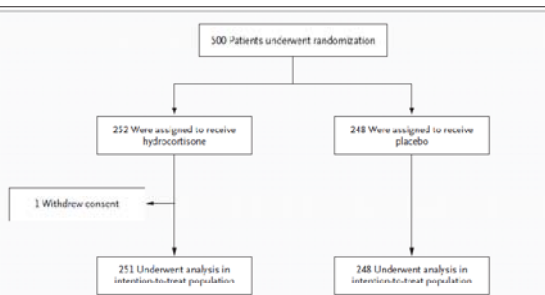 500 Patients underwent randomization
252 Were assigned to receive
hydrocortisone
248 Were assigned to receive
placebo
1 Withdrew consent
251 Underwent analysis in
intention-to-treat population
248 Underwent analysis in
intention-to-treat population